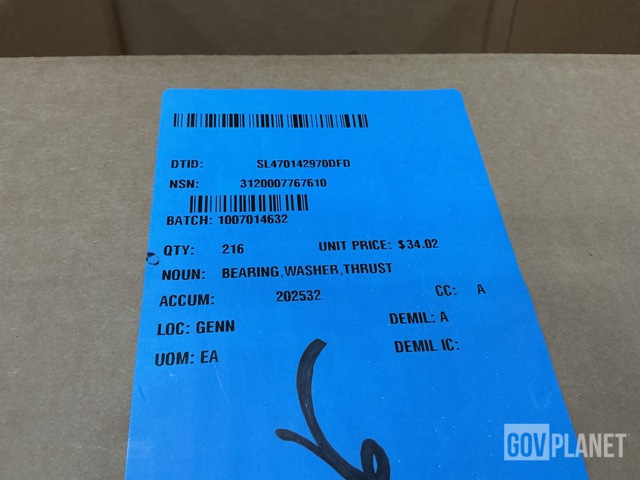 DTID: SL470142970DFD
NSN: 3120007767610
BATCH: 1007014632
QTY: 216 UNIT PRICE: $34.02
NOUN: BEARING,WASHER,THRUST
ACCUM: 202532 CC: A
LOC: GENN DEMIL: A
UOM: EA DEMIL IC:
GOVPLANET